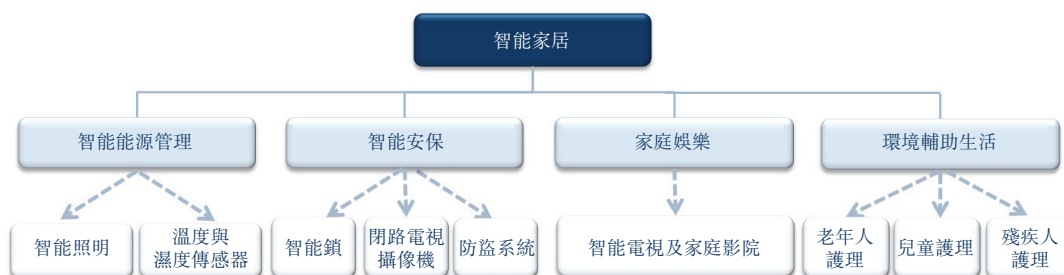 智能家居
智能能源管理
智能安保
家庭娛樂
環境輔助生活
智能照明
溫度與
濕度傳感器
智能鎖
閉路電視
攝像機
防盜系統
智能電視及家庭影院
老年人
護理
兒童護理
殘疾人
護理